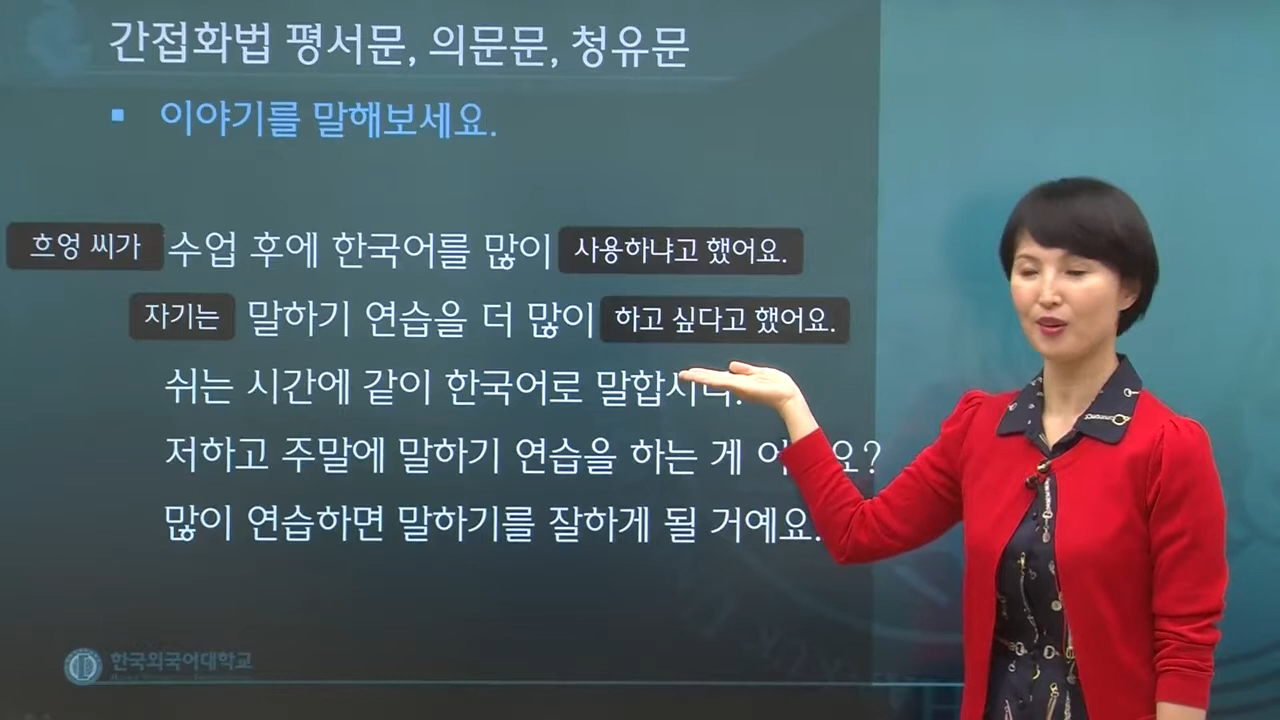 간접화법 평서문, 의문문, 청유문
▪ 이야기를 말해보세요.
흐엉 씨가 수업 후에 한국어를 많이 사용하냐고 했어요.
자기는 말하기 연습을 더 많이 하고 싶다고 했어요.
쉬는 시간에 같이 한국어로 말합시다.
저하고 주말에 말하기 연습을 하는 게 요?
많이 연습하면 말하기를 잘하게 될 거예요.
한국외국어대학교